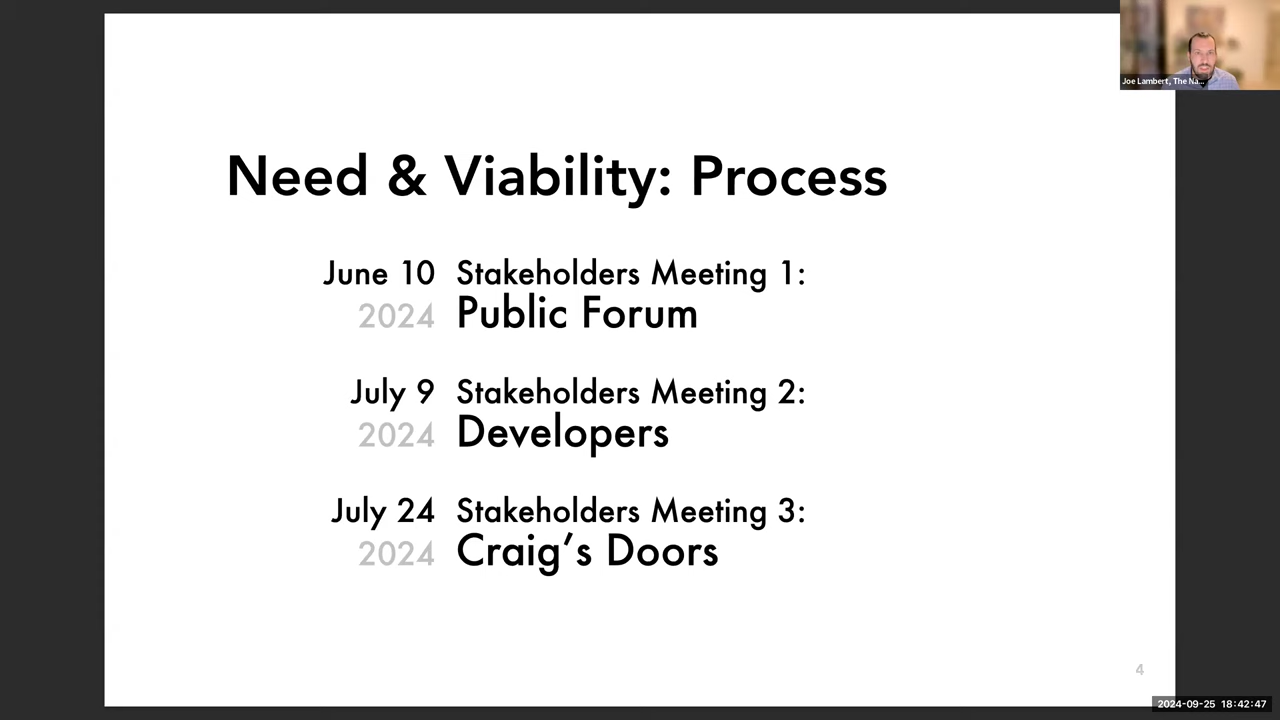 Joe Lambert, The Na...
Need & Viability: Process
June 10 Stakeholders Meeting 1:
2024 Public Forum
July 9 Stakeholders Meeting 2:
2024 Developers
July 24 Stakeholders Meeting 3:
2024 Craig’s Doors
4
2024-09-25 18:42:47